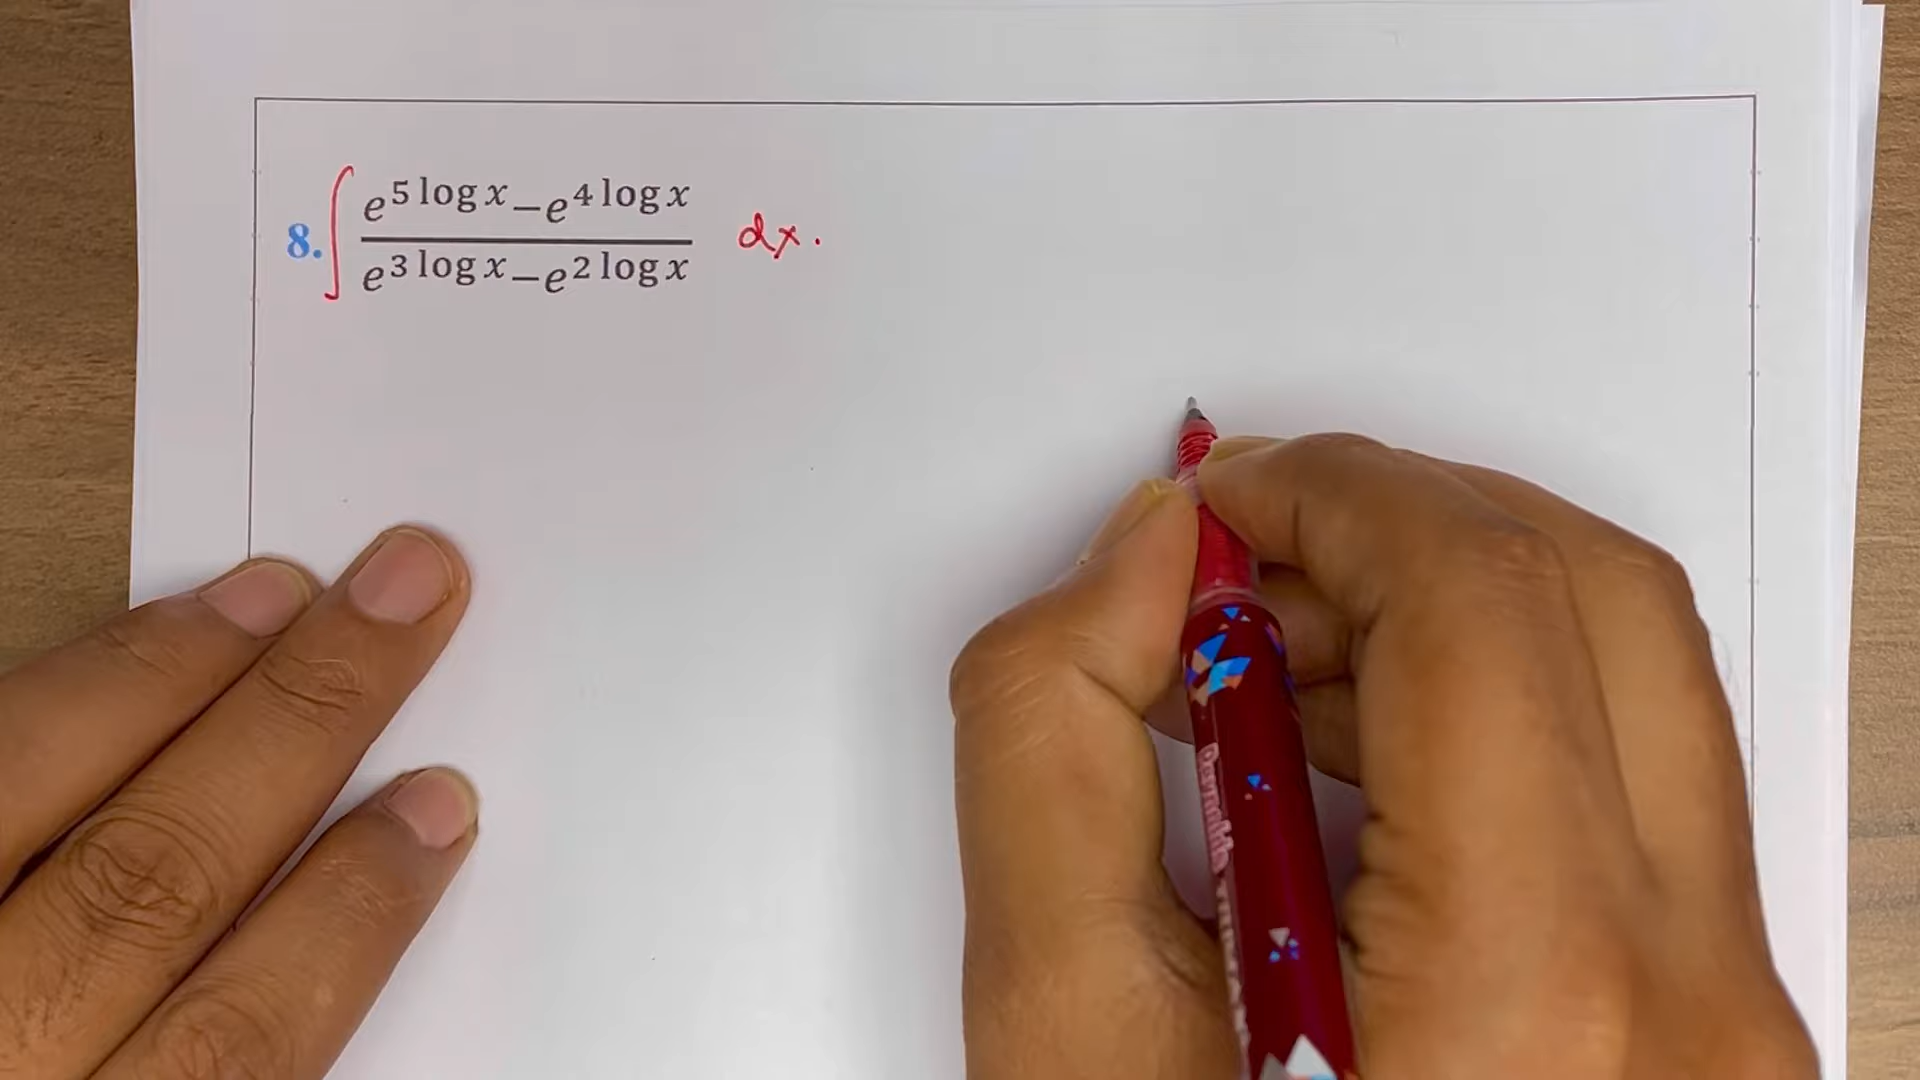 8. ∫ (e^{5 log x} − e^{4 log x}) / (e^{3 log x} − e^{2 log x}) dx.